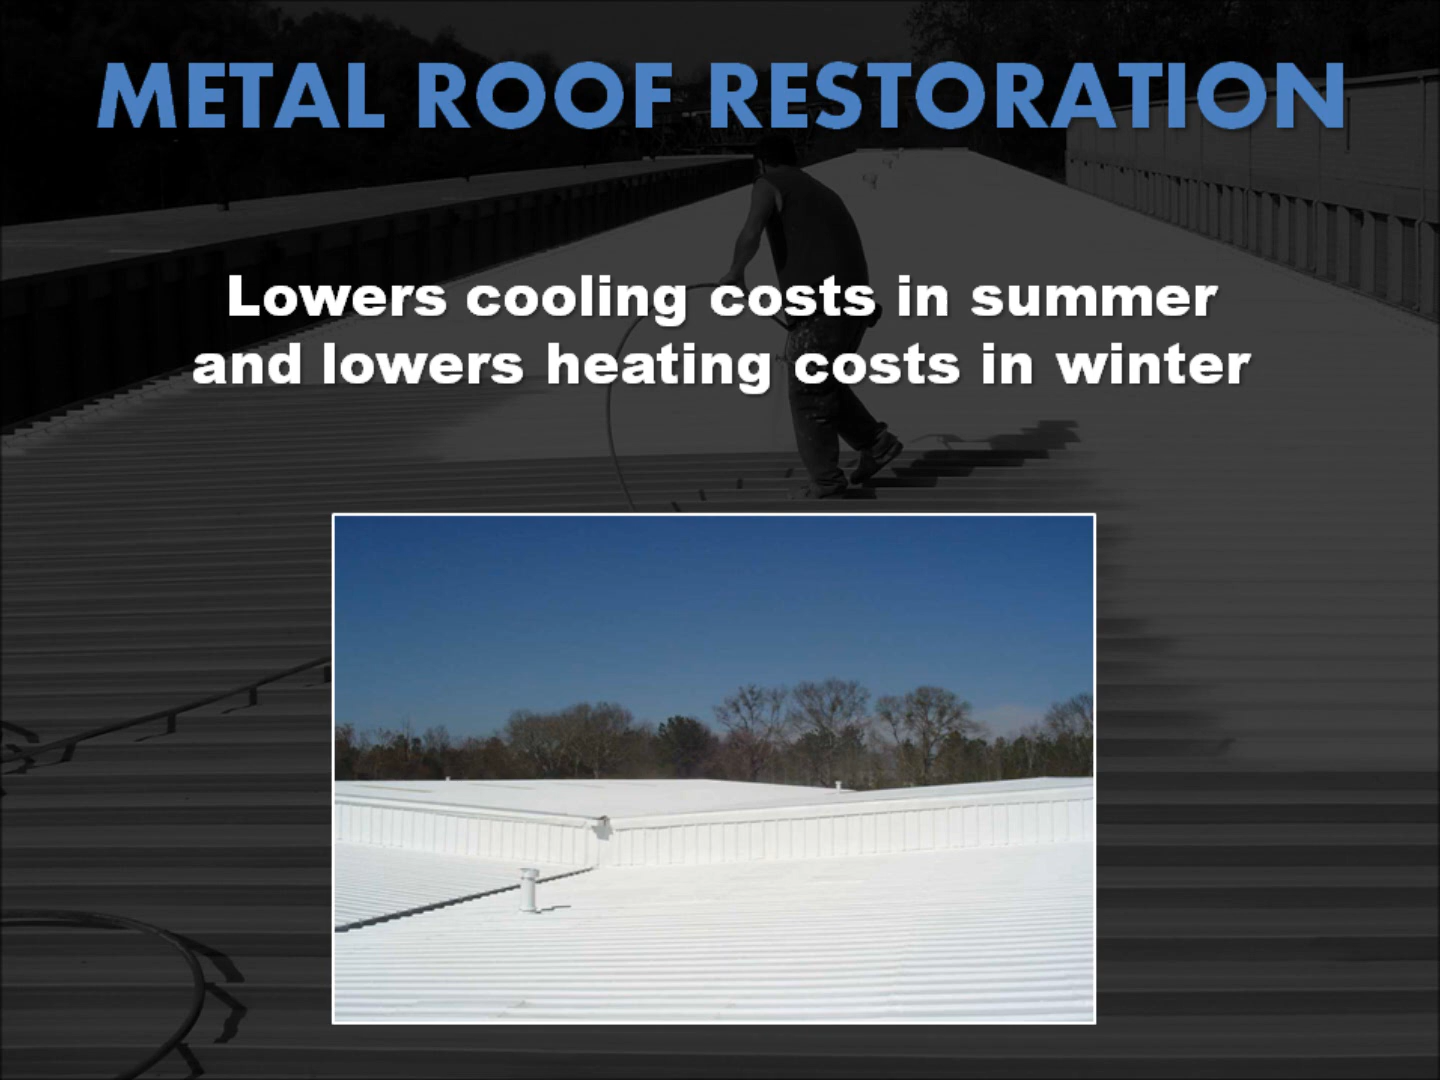 METAL ROOF RESTORATION
Lowers cooling costs in summer
and lowers heating costs in winter